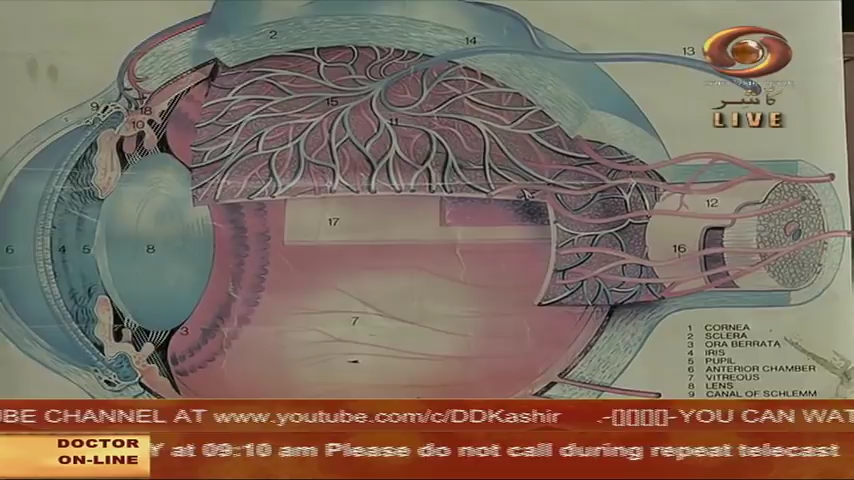 2
14
13
کٲشِر
LIVE
9
18
10
15
11
12
17
16
6
4
5
8
7
3
1 CORNEA
2 SCLERA
3 ORA BERRATA
4 IRIS
5 PUPIL
6 ANTERIOR CHAMBER
7 VITREOUS
8 LENS
9 CANAL OF SCHLEMM
UBE CHANNEL AT www.youtube.com/c/DDKashir .-▯▯▯▯▯-YOU CAN WAT
DOCTOR
ON-LINE
Y at 09:10 am Please do not call during repeat telecast